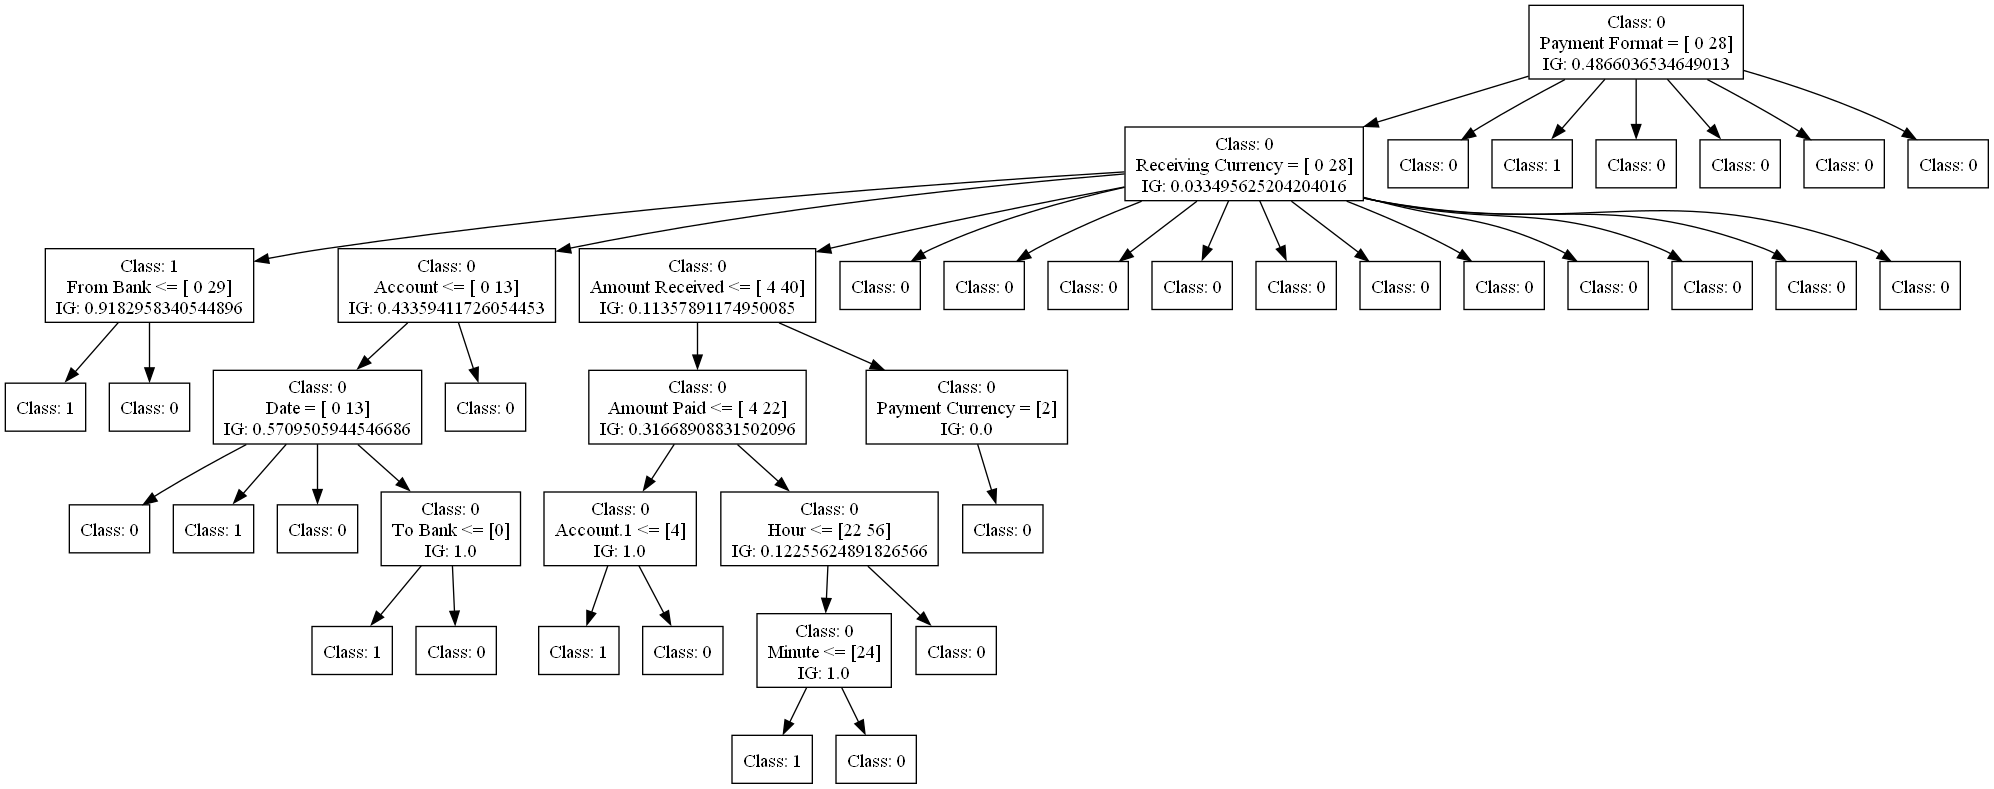 Class: 0
Payment Format = [ 0 28]
IG: 0.4866036534649013
Class: 0
Receiving Currency = [ 0 28]
IG: 0.033495625204204016
Class: 0
Class: 1
Class: 0
Class: 0
Class: 0
Class: 0
Class: 1
From Bank <= [ 0 29]
IG: 0.9182958340544896
Class: 0
Account <= [ 0 13]
IG: 0.43359411726054453
Class: 0
Amount Received <= [ 4 40]
IG: 0.11357891174950085
Class: 0
Class: 0
Class: 0
Class: 0
Class: 0
Class: 0
Class: 0
Class: 0
Class: 0
Class: 0
Class: 0
Class: 1
Class: 0
Class: 0
Date = [ 0 13]
IG: 0.5709505944546686
Class: 0
Class: 0
Amount Paid <= [ 4 22]
IG: 0.31668908831502096
Class: 0
Payment Currency = [2]
IG: 0.0
Class: 0
Class: 1
Class: 0
Class: 0
To Bank <= [0]
IG: 1.0
Class: 0
Account.1 <= [4]
IG: 1.0
Class: 0
Hour <= [22 56]
IG: 0.12255624891826566
Class: 0
Class: 1
Class: 0
Class: 1
Class: 0
Class: 0
Minute <= [24]
IG: 1.0
Class: 0
Class: 1
Class: 0